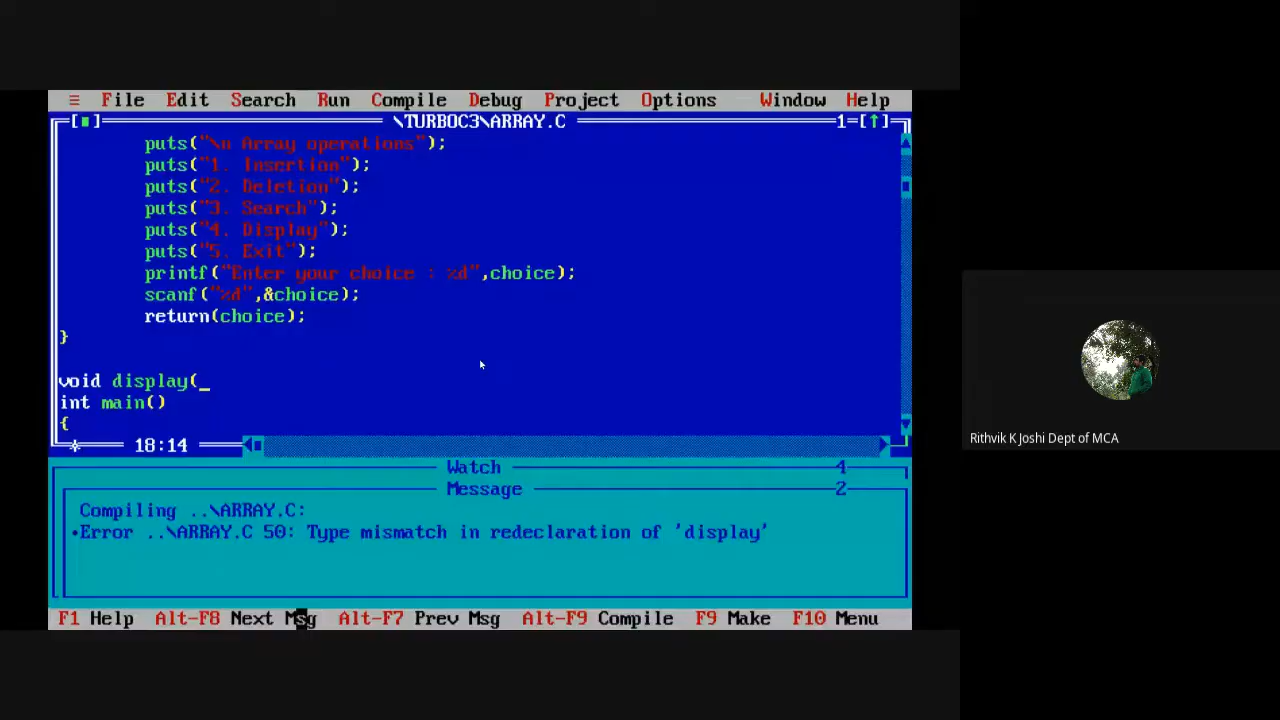 ≡ File Edit Search Run Compile Debug Project Options Window Help
[■] \TURBOC3\ARRAY.C 1=[↑]
puts("\n Array operations");
puts("1. Insertion");
puts("2. Deletion");
puts("3. Search");
puts("4. Display");
puts("5. Exit");
printf("Enter your choice : %d",choice);
scanf("%d",&choice);
return(choice);
}
void display(_
int main()
{
18:14
Watch 4
Message 2
Compiling ..\ARRAY.C:
•Error ..\ARRAY.C 50: Type mismatch in redeclaration of 'display'
F1 Help Alt-F8 Next Msg Alt-F7 Prev Msg Alt-F9 Compile F9 Make F10 Menu
Rithvik K Joshi Dept of MCA